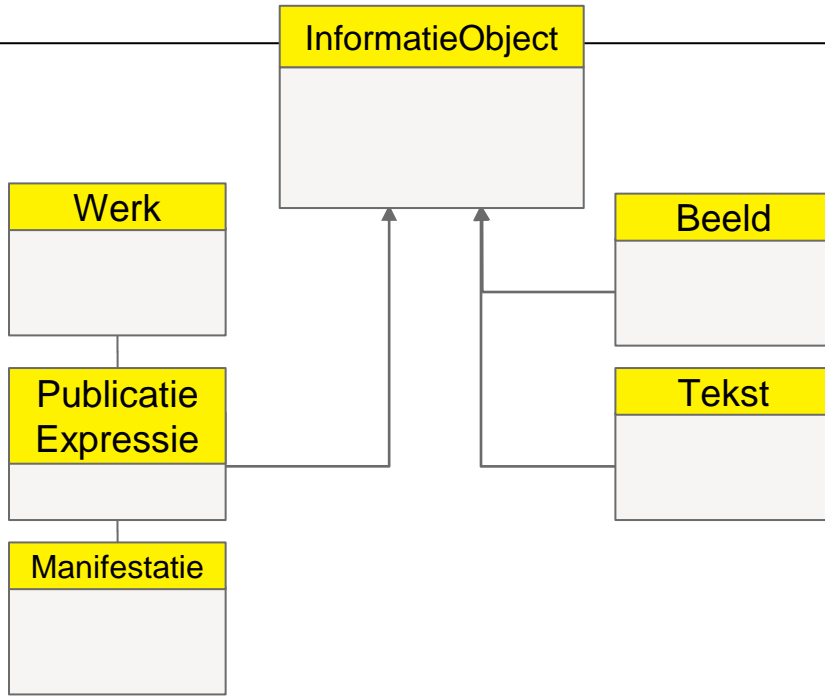 InformatieObject
Werk
Beeld
Publicatie
Expressie
Tekst
Manifestatie